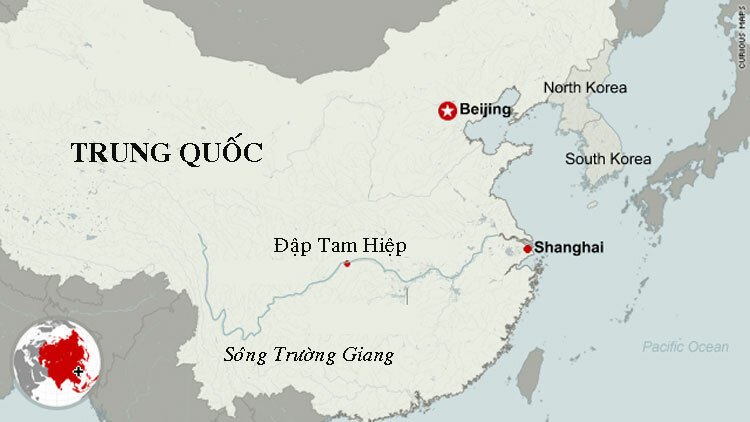 CURIOUS MAPS
North Korea
Beijing
TRUNG QUỐC
South Korea
Đập Tam Hiệp
Shanghai
Pacific Ocean
Sông Trường Giang